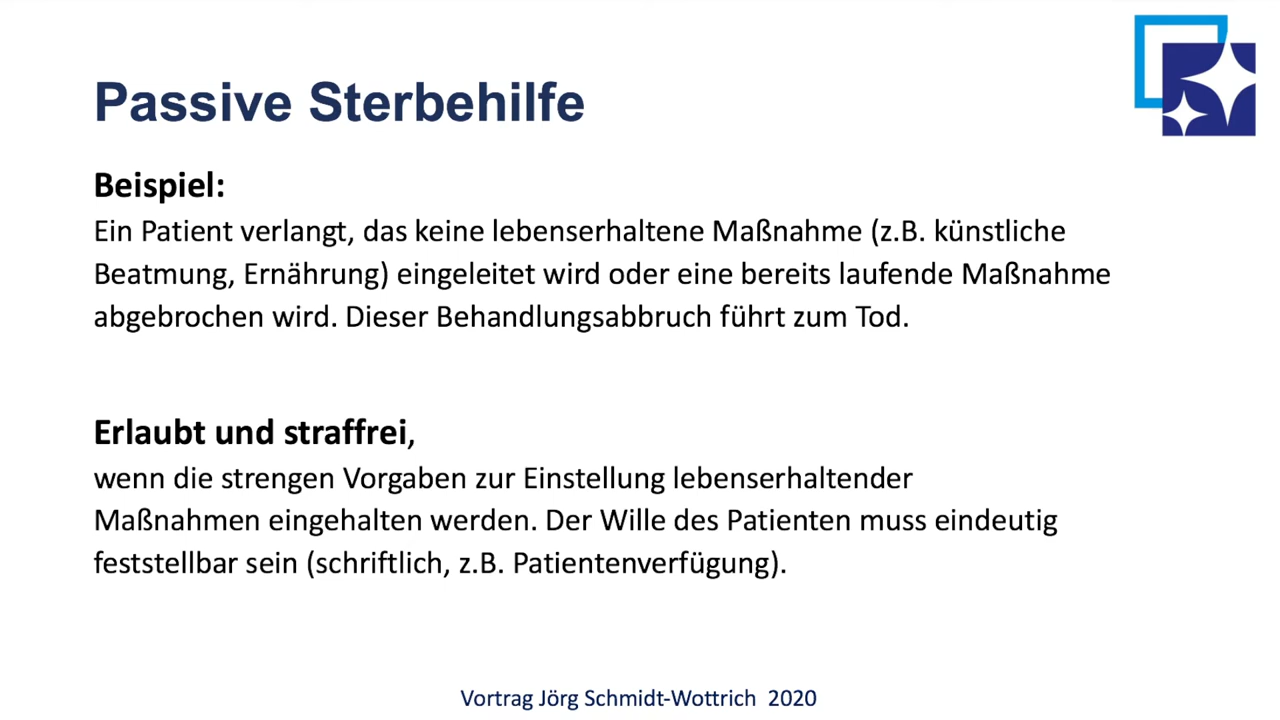 Passive Sterbehilfe
Beispiel:
Ein Patient verlangt, das keine lebenserhaltene Maßnahme (z.B. künstliche
Beatmung, Ernährung) eingeleitet wird oder eine bereits laufende Maßnahme
abgebrochen wird. Dieser Behandlungsabbruch führt zum Tod.
Erlaubt und straffrei,
wenn die strengen Vorgaben zur Einstellung lebenserhaltender
Maßnahmen eingehalten werden. Der Wille des Patienten muss eindeutig
feststellbar sein (schriftlich, z.B. Patientenverfügung).
Vortrag Jörg Schmidt-Wottrich 2020